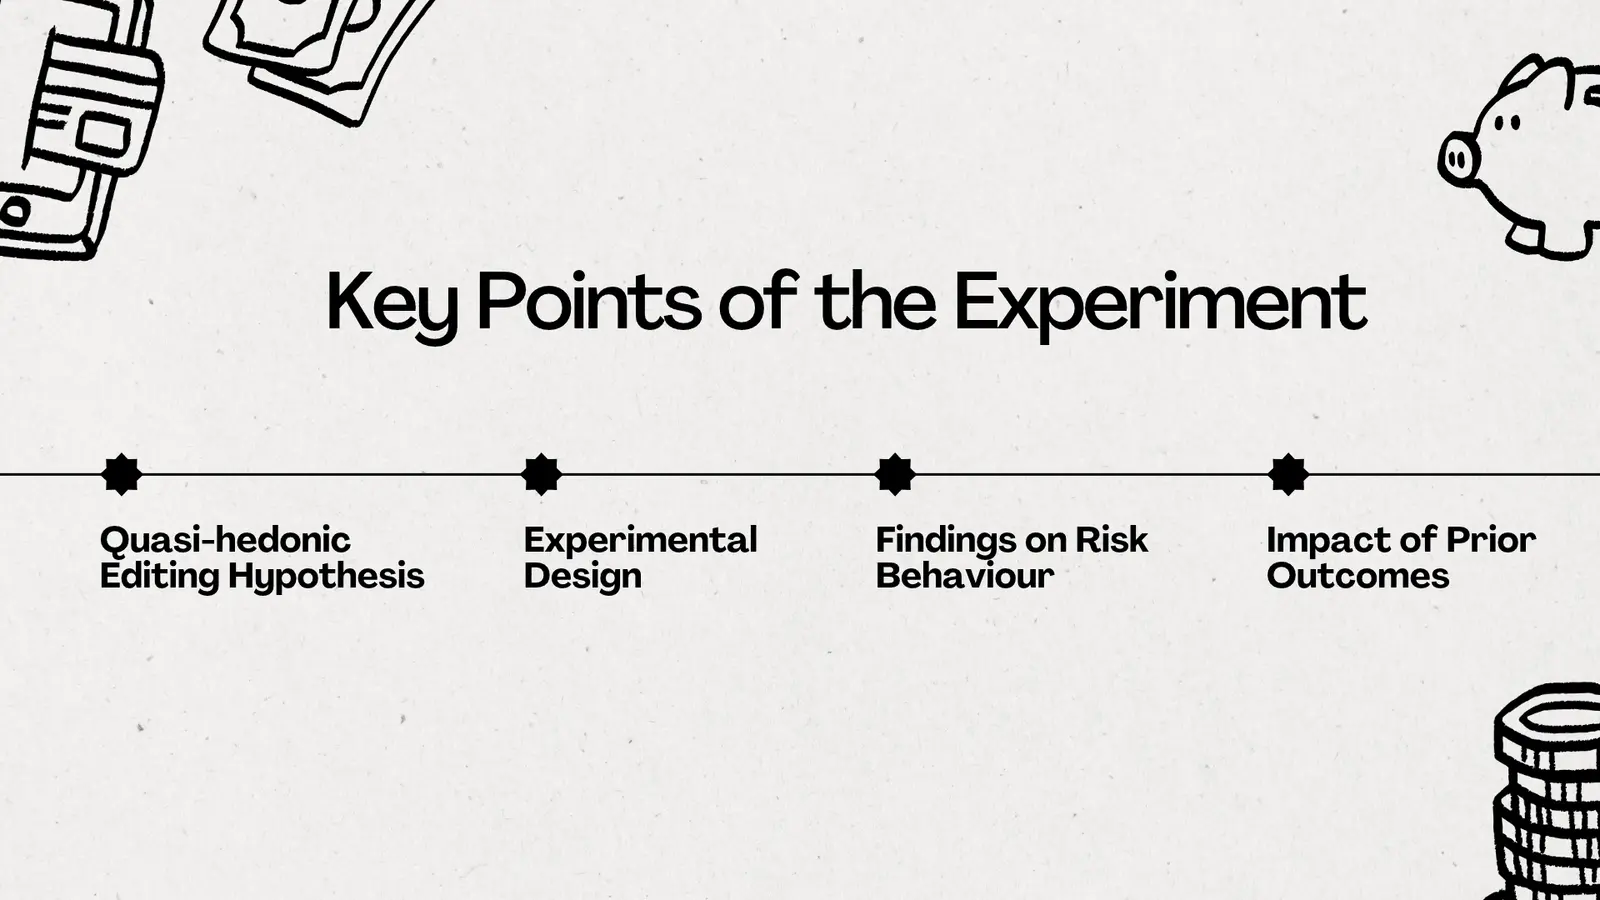 Key Points of the Experiment
Quasi-hedonic
Editing Hypothesis
Experimental
Design
Findings on Risk
Behaviour
Impact of Prior
Outcomes